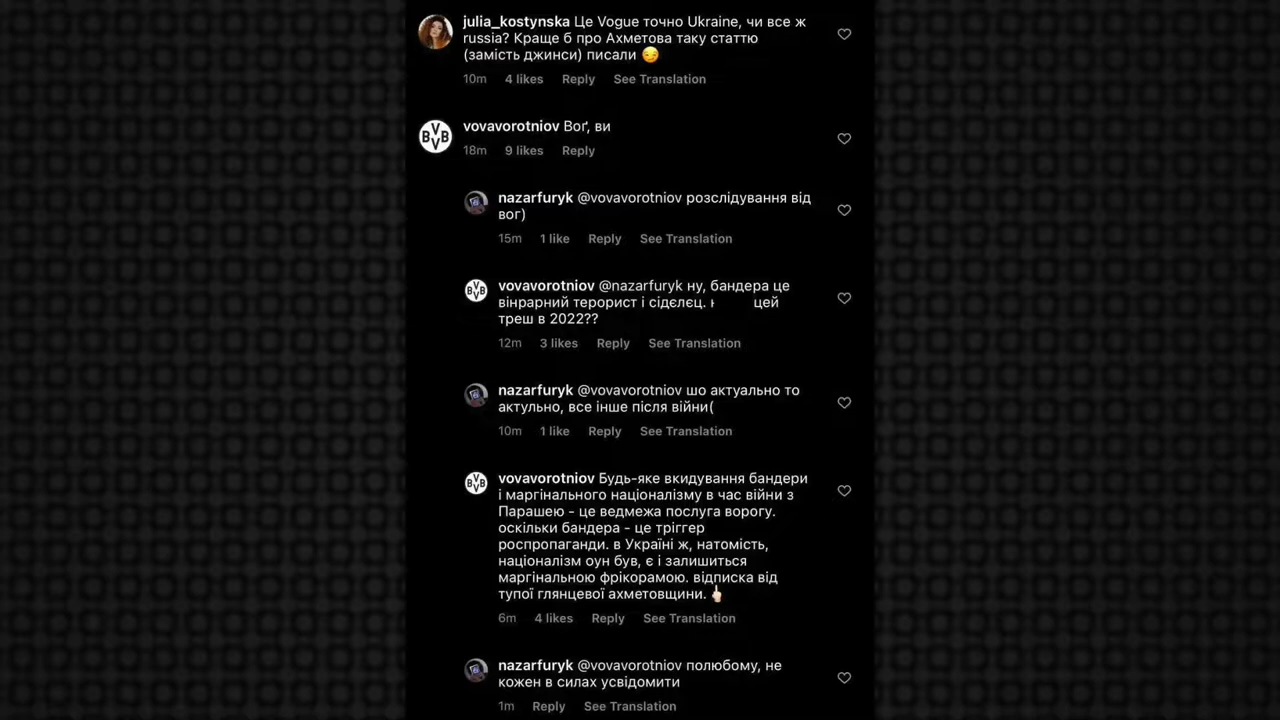 julia_kostynska Це Vogue точно Ukraine, чи все ж
russia? Краще б про Ахметова таку статтю
(замість джинси) писали 😏
10m 4 likes Reply See Translation
BVB
vovavorotniov Воґ, ви
18m 9 likes Reply
nazarfuryk @vovavorotniov розслідування від
вог)
15m 1 like Reply See Translation
BVB
vovavorotniov @nazarfuryk ну, бандера це
вінрарний терорист і сідєлєц. цей
треш в 2022??
12m 3 likes Reply See Translation
nazarfuryk @vovavorotniov шо актуально то
актульно, все інше після війни(
10m 1 like Reply See Translation
BVB
vovavorotniov Будь-яке вкидування бандери
і маргінального націоналізму в час війни з
Парашею - це ведмежа послуга ворогу.
оскільки бандера - це тріггер
роспропаганди. в Україні ж, натомість,
націоналізм оун був, є і залишиться
маргінальною фрікорамою. відписка від
тупої глянцевої ахметовщини.👆🏻
6m 4 likes Reply See Translation
nazarfuryk @vovavorotniov полюбому, не
кожен в силах усвідомити
1m Reply See Translation